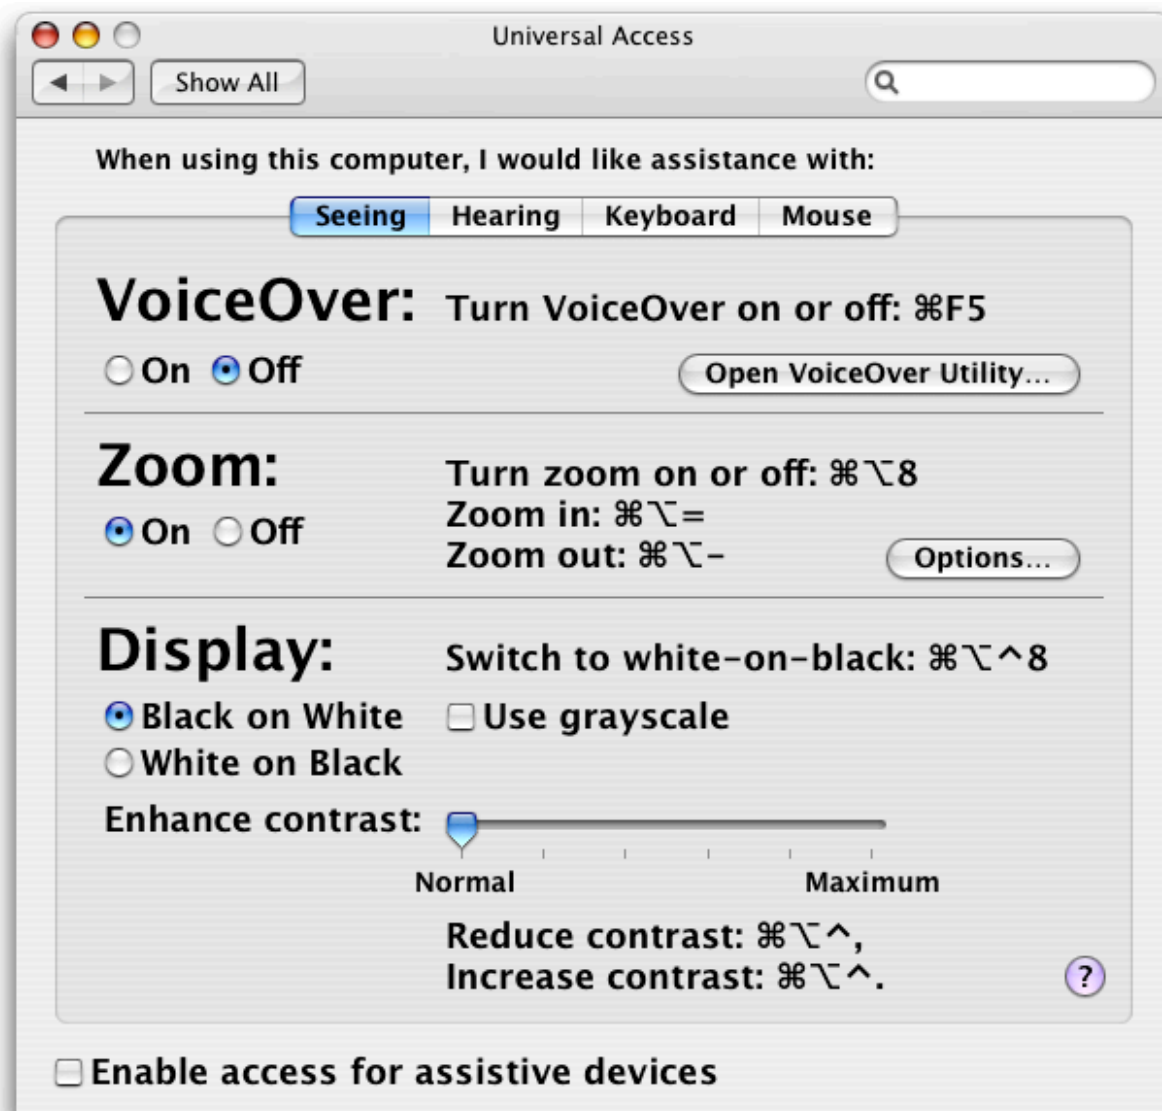 Universal Access
Show All
When using this computer, I would like assistance with:
Seeing Hearing Keyboard Mouse
VoiceOver: Turn VoiceOver on or off: ⌘F5
On Off Open VoiceOver Utility...
Zoom: Turn zoom on or off: ⌘⌥8
On Off Zoom in: ⌘⌥=
Zoom out: ⌘⌥- Options...
Display: Switch to white-on-black: ⌘⌥^8
Black on White Use grayscale
White on Black
Enhance contrast:
Normal Maximum
Reduce contrast: ⌘⌥^,
Increase contrast: ⌘⌥^. ?
Enable access for assistive devices